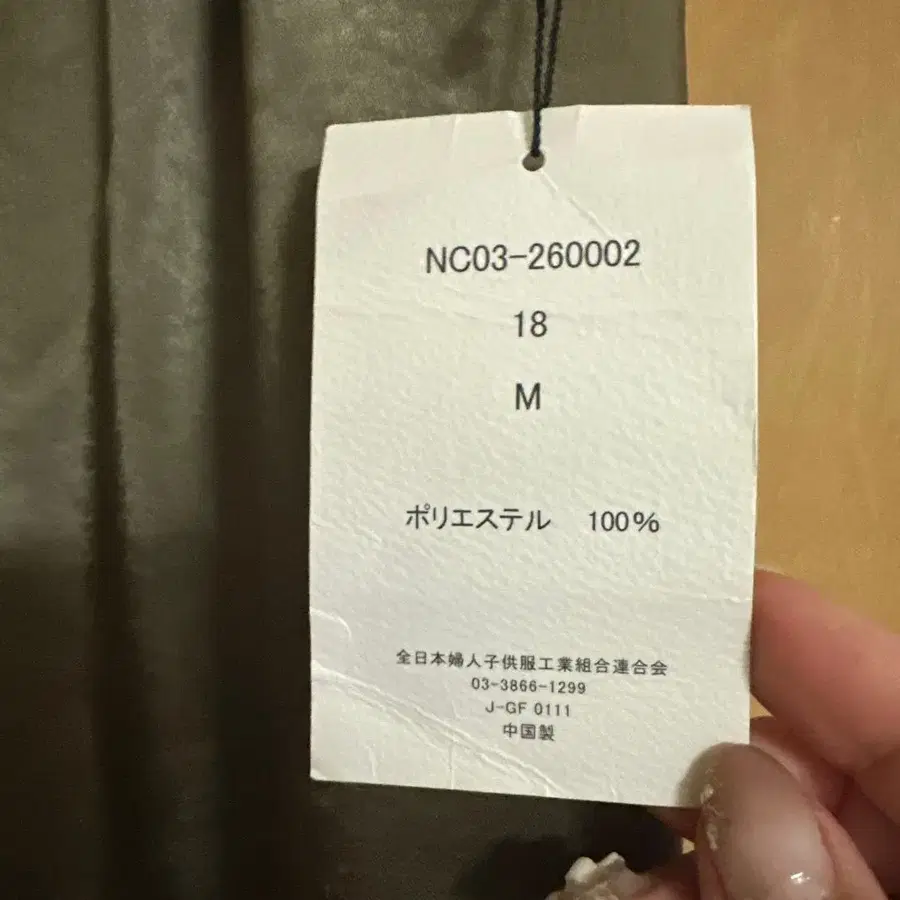 NC03-260002
18
M
ポリエステル 100%
全日本婦人子供服工業組合連合会
03-3866-1299
J-GF 0111
中国製